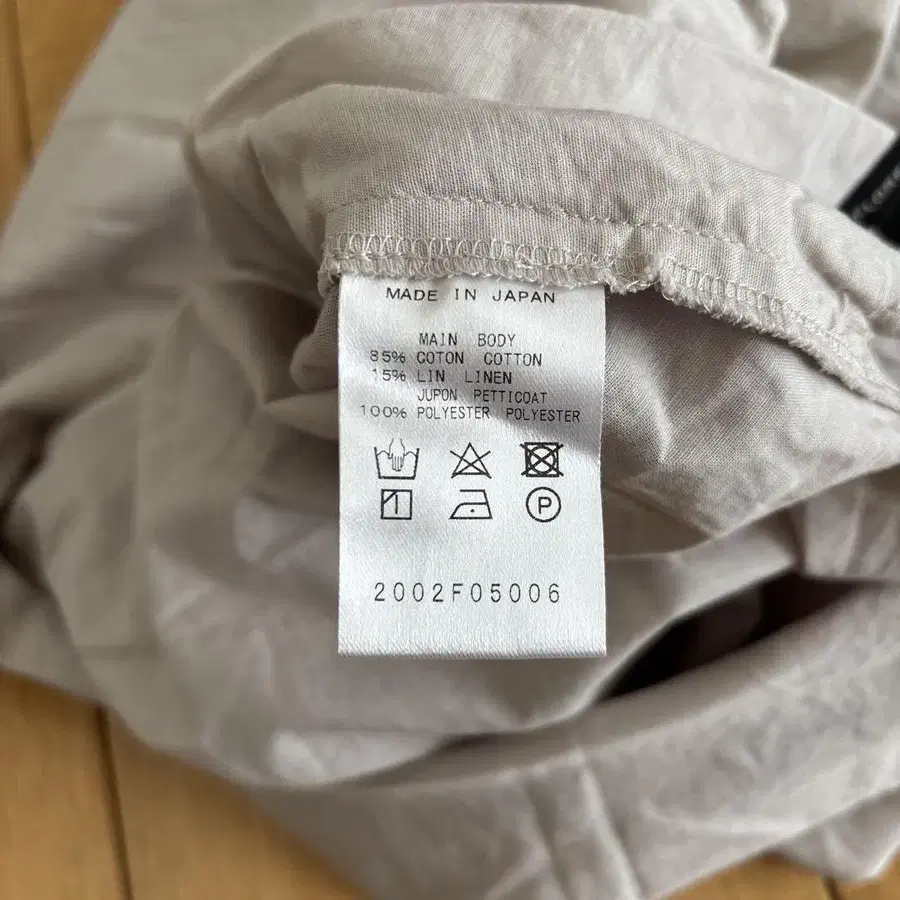 MADE IN JAPAN
MAIN BODY
85% COTON COTTON
15% LIN LINEN
JUPON PETTICOAT
100% POLYESTER POLYESTER
P
2002F05006